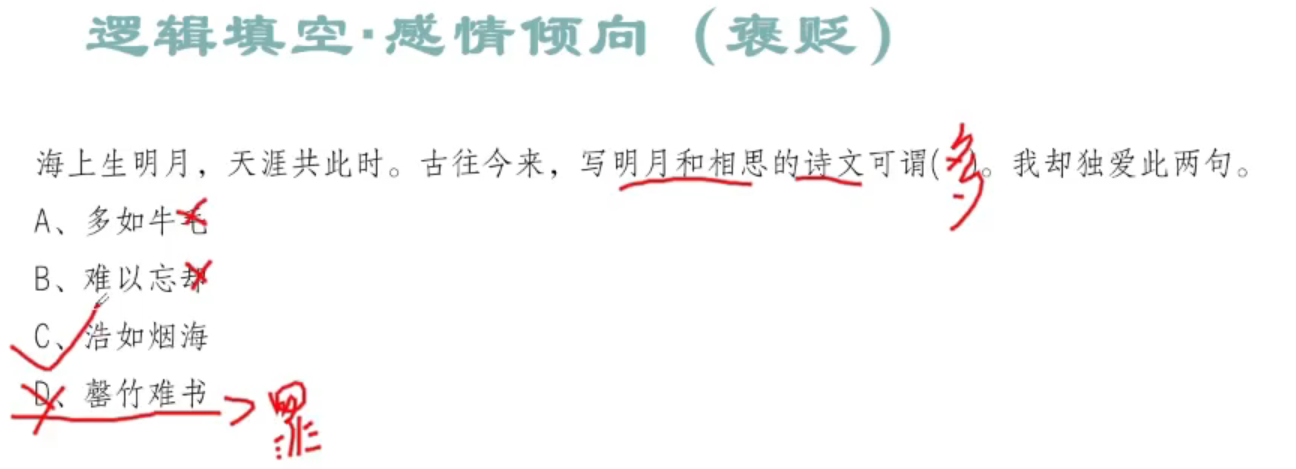 逻辑填空·感情倾向（褒贬）
海上生明月，天涯共此时。古往今来，写明月和相思的诗文可谓(多)。我却独爱此两句。
A、多如牛毛
B、难以忘却
C、浩如烟海
D、罄竹难书 罪